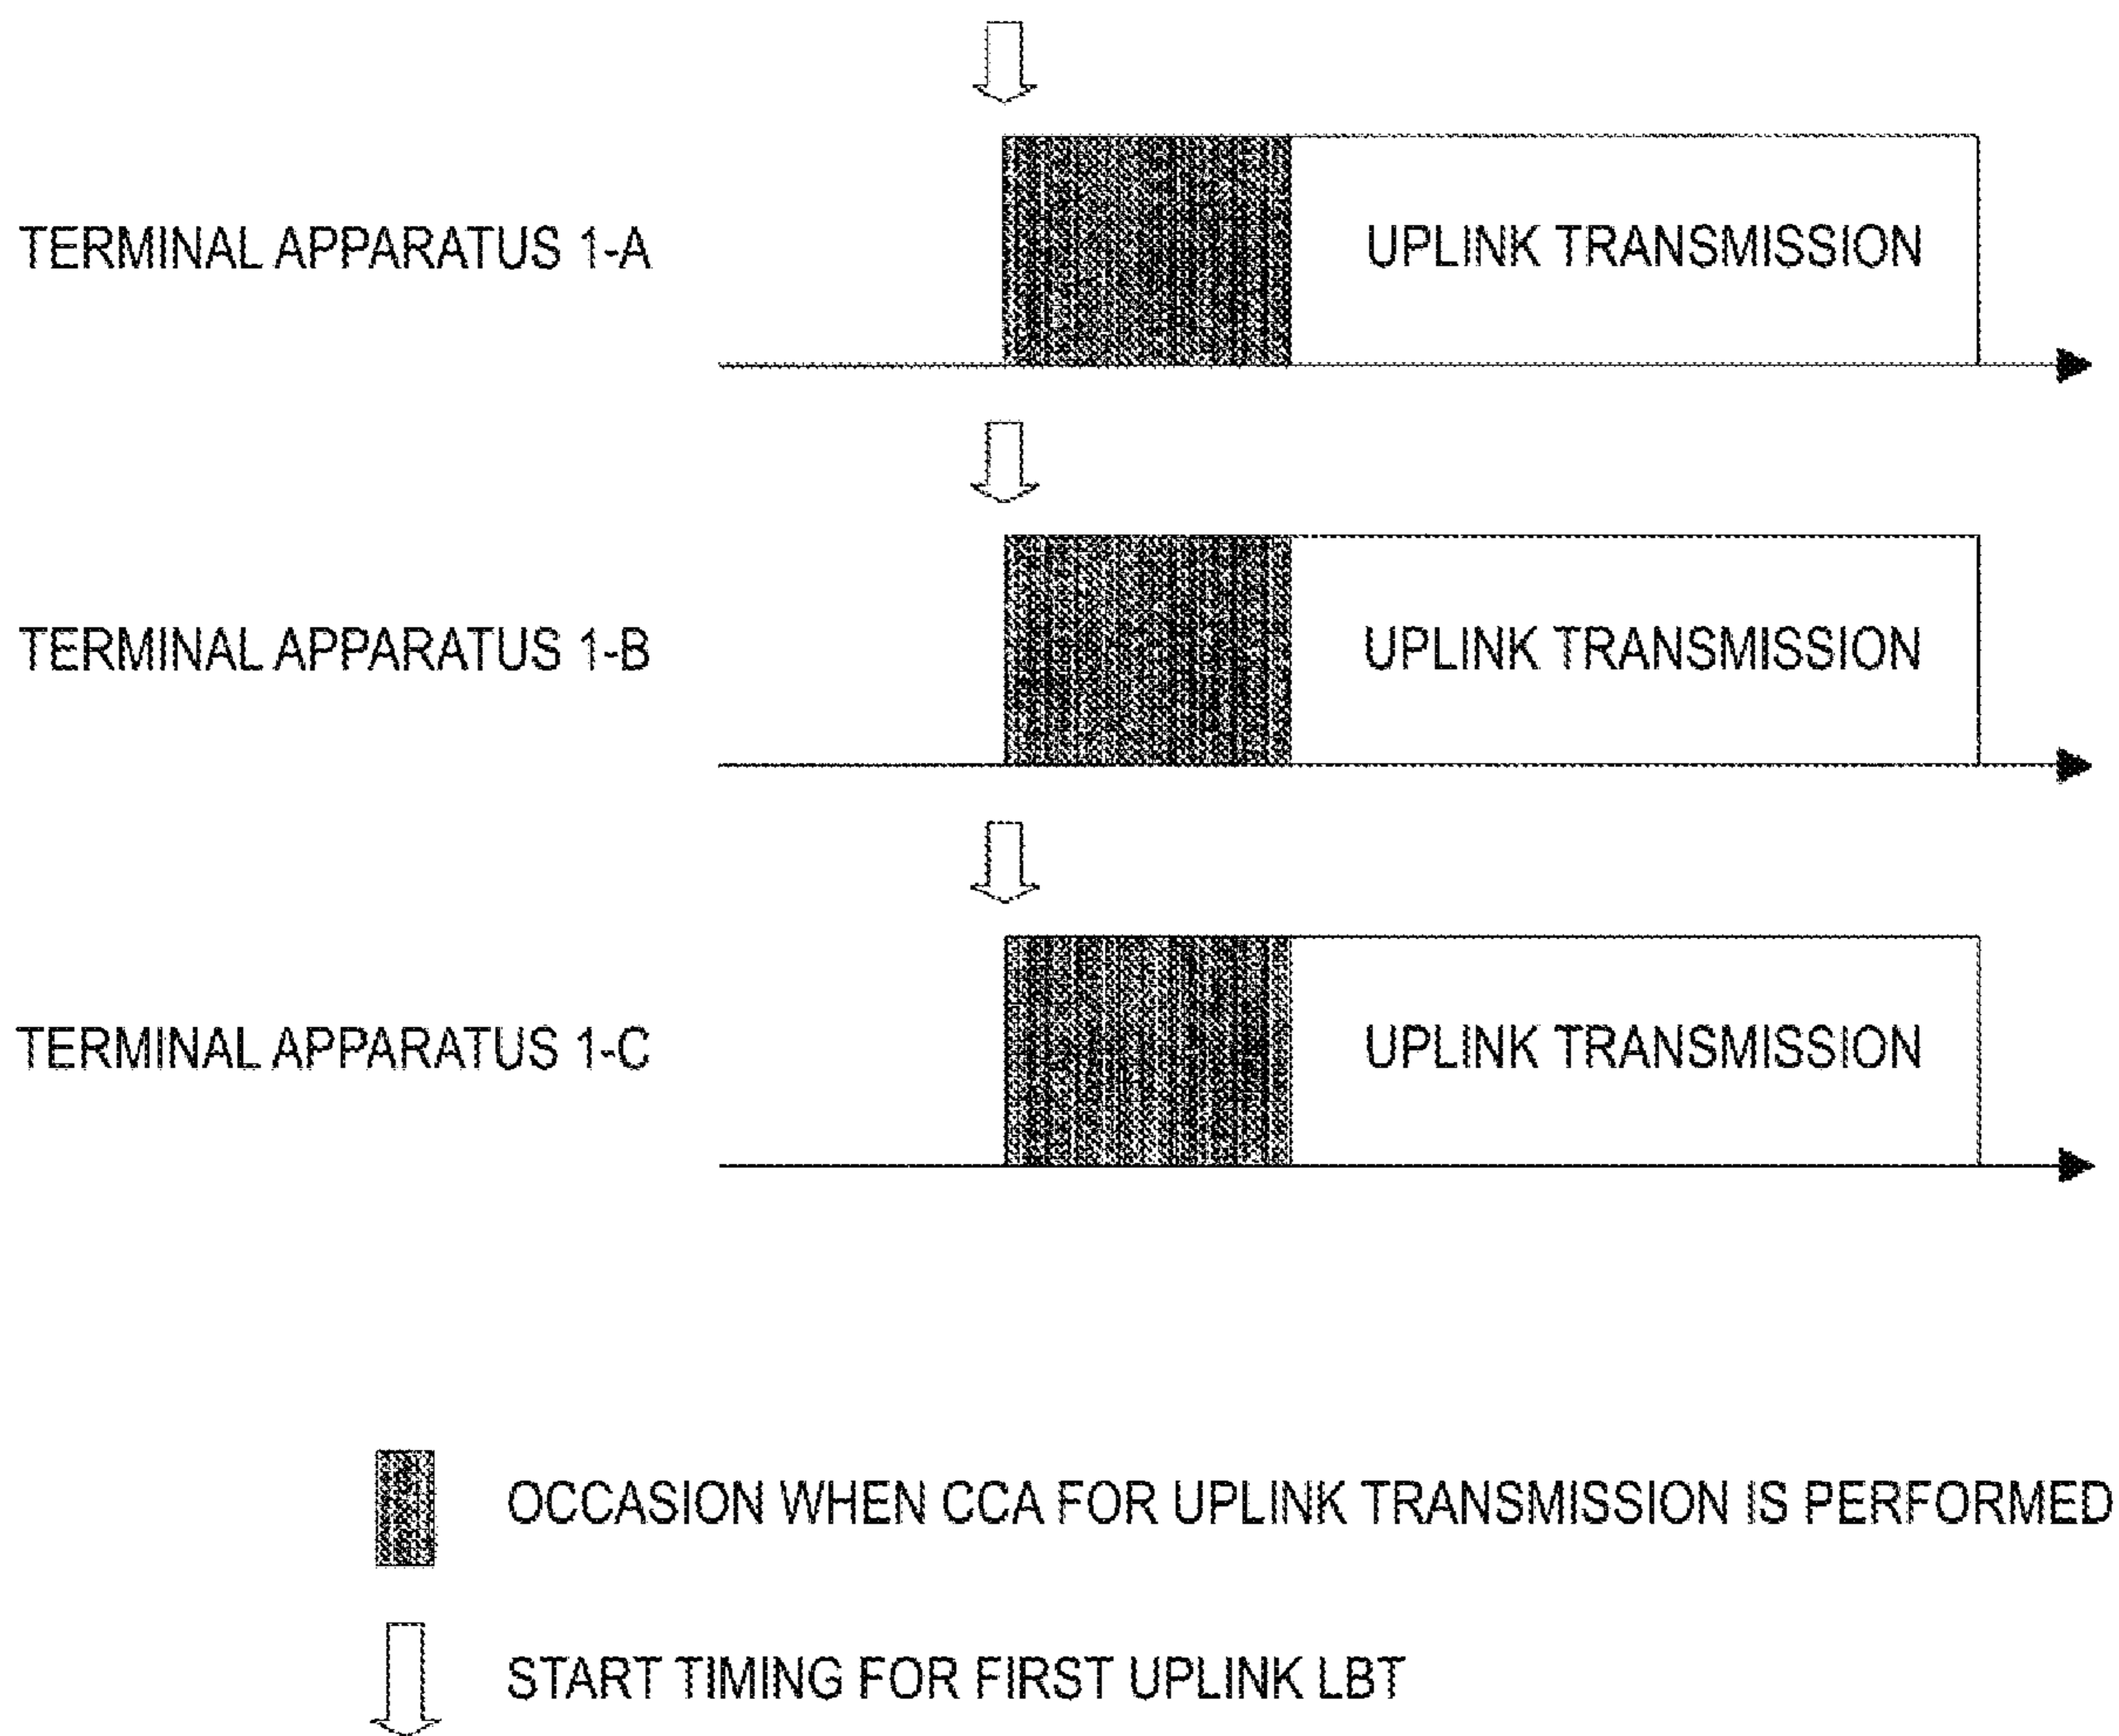 TERMINAL APPARATUS 1-A
UPLINK TRANSMISSION
TERMINAL APPARATUS 1-B
UPLINK TRANSMISSION
TERMINAL APPARATUS 1-C
UPLINK TRANSMISSION
OCCASION WHEN CCA FOR UPLINK TRANSMISSION IS PERFORMED
START TIMING FOR FIRST UPLINK LBT